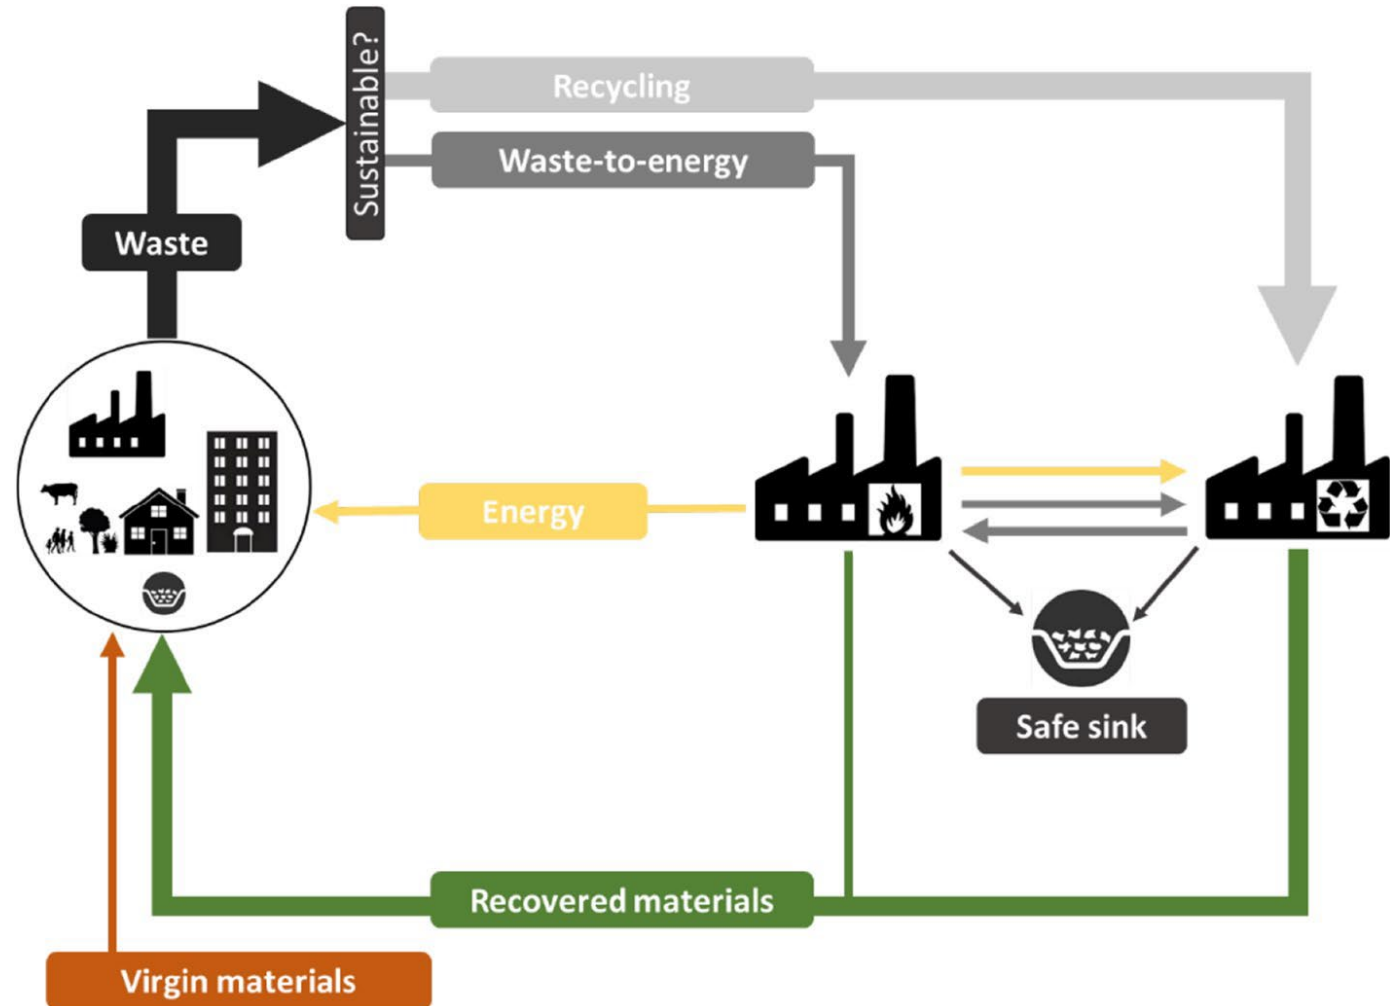 Sustainable?
Recycling
Waste-to-energy
Waste
Energy
Safe sink
Recovered materials
Virgin materials